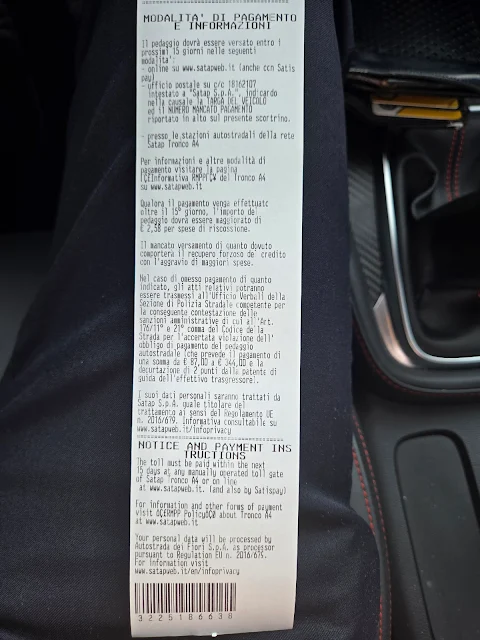 MODALITA' DI PAGAMENTO
E INFORMAZIONI
Il pedaggio dovrà essere versato entro i
prossimi 15 giorni nelle seguenti
modalita':
- online su www.satapweb.it (anche con Satis
pay)
- ufficio postale su c/c 18162107
intestato a "Satap S.p.A.", indicando
nella causale la TARGA DEL VEICOLO
ed il NUMERO MANCATO PAGAMENTO
riportato in alto sul presente scontrino.
- presso le stazioni autostradali della rete
Satap Tronco A4
Per informazioni e altre modalità di
pagamento visitare la pagina
Informativa RMPP del Tronco A4
su www.satapweb.it
Qualora il pagamento venga effettuato
oltre il 15° giorno, l'importo del
pedaggio dovrà essere maggiorato di
€ 2,58 per spese di riscossione.
Il mancato versamento di quanto dovuto
comporterà il recupero forzoso del credito
con l'aggravio di maggiori spese.
Nel caso di omesso pagamento di quanto
indicato, gli atti relativi potranno
essere trasmessi all'Ufficio Verbali della
Sezione di Polizia Stradale competente per
la conseguente contestazione delle
sanzioni amministrative di cui all'Art.
176/11° e 21° comma del Codice della
Strada per l'accertata violazione dell'
obbligo di pagamento del pedaggio
autostradale (che prevede il pagamento di
una somma da € 87,00 a € 344,00 e la
decurtazione di 2 punti dalla patente di
guida dell'effettivo trasgressore).
I suoi dati personali saranno trattati da
Satap S.p.A. quale titolare del
trattamento ai sensi del Regolamento UE
n. 2016/679. Informativa consultabile su
www.satapweb.it/infoprivacy
NOTICE AND PAYMENT INS
TRUCTIONS
The toll must be paid within the next
15 days at any manually operated toll gate
of Satap Tronco A4 or on line
at www.satapweb.it. (and also by Satispay)
For information and other forms of payment
visit RMPP Policy about Tronco A4
at www.satapweb.it
Your personal data will be processed by
Autostrada dei Fiori S.p.A. as processor
pursuant to Regulation EU n. 2016/679.
For information visit
www.satapweb.it/en/infoprivacy
3225186638